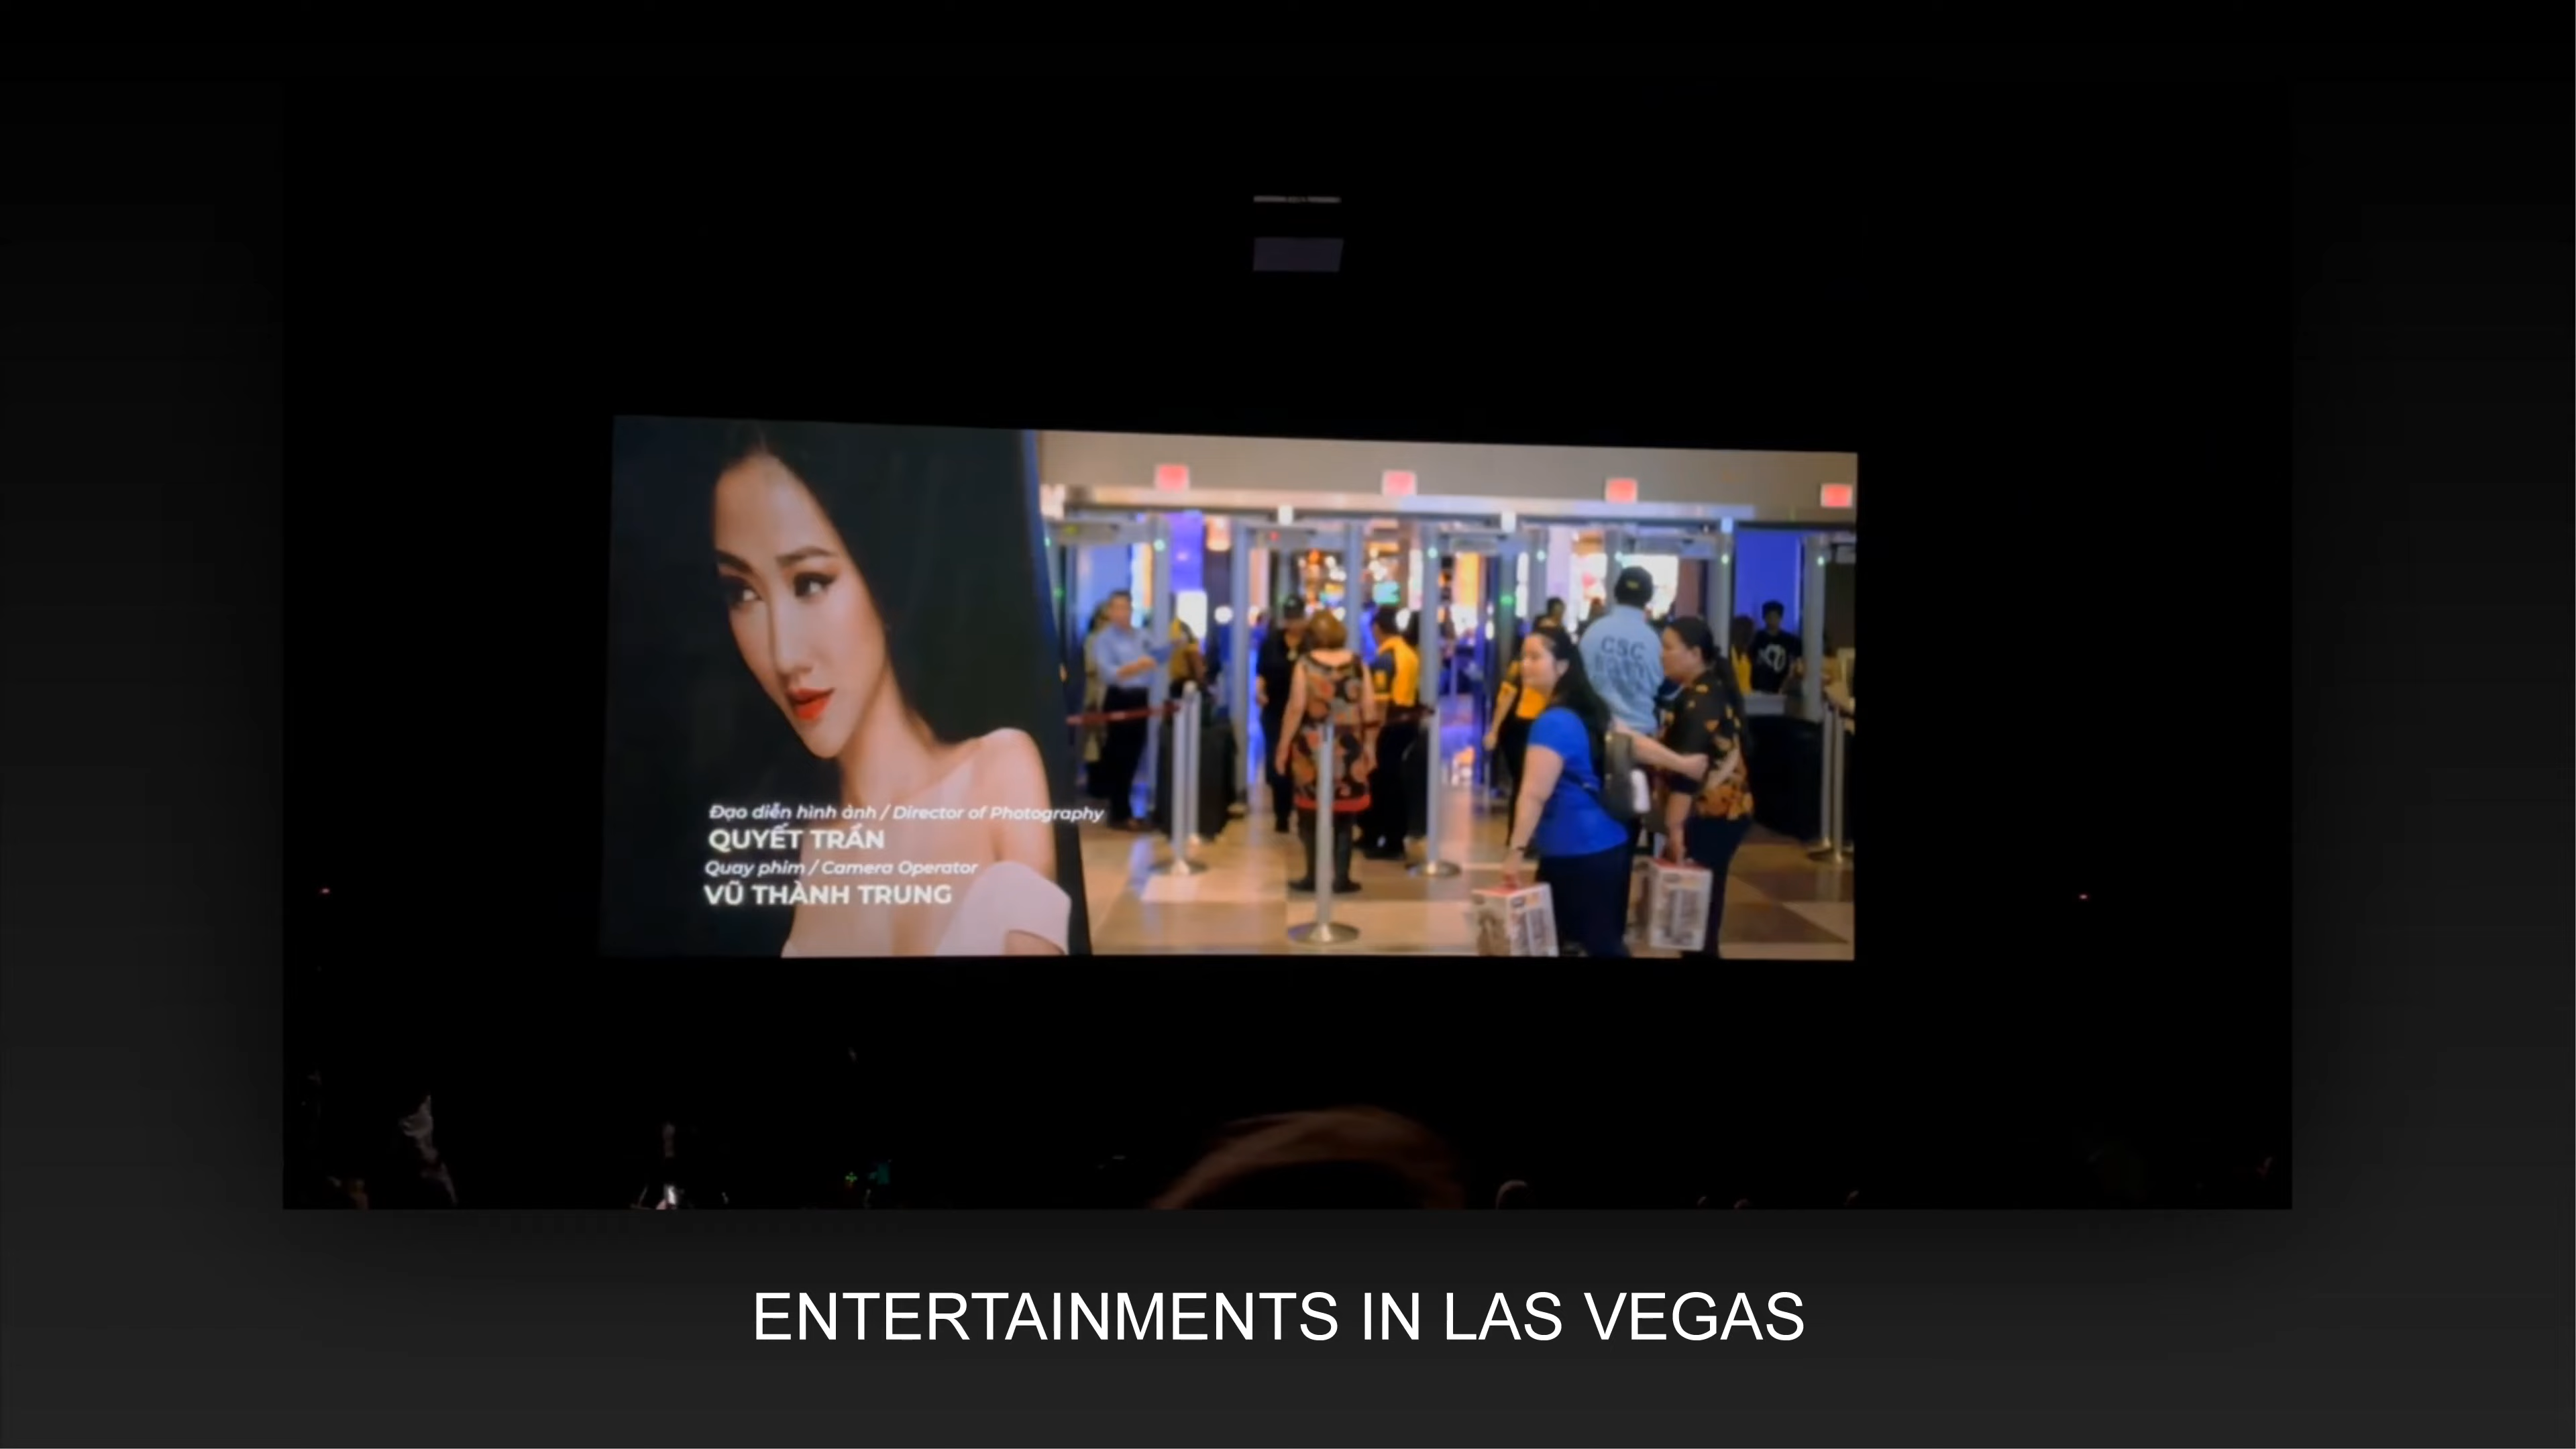 CSC
Đạo diễn hình ảnh / Director of Photography
QUYẾT TRẦN
Quay phim / Camera Operator
VŨ THÀNH TRUNG
ENTERTAINMENTS IN LAS VEGAS